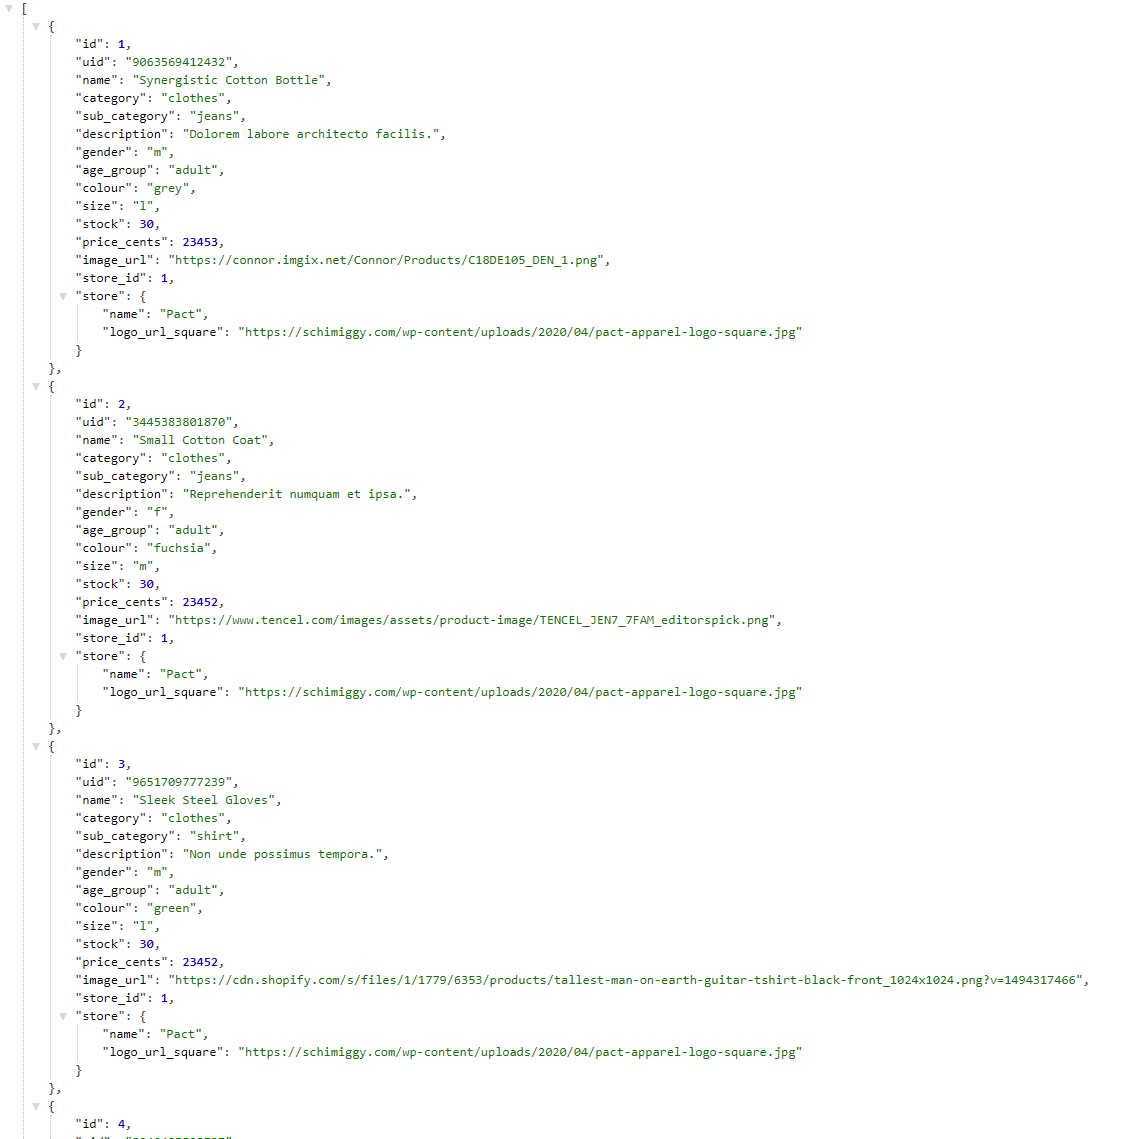 [
{
"id": 1,
"uid": "9063569412432",
"name": "Synergistic Cotton Bottle",
"category": "clothes",
"sub_category": "jeans",
"description": "Dolorem labore architecto facilis.",
"gender": "m",
"age_group": "adult",
"colour": "grey",
"size": "l",
"stock": 30,
"price_cents": 23453,
"image_url": "https://connor.imgix.net/Connor/Products/C18DE105_DEN_1.png",
"store_id": 1,
"store": {
"name": "Pact",
"logo_url_square": "https://schimiggy.com/wp-content/uploads/2020/04/pact-apparel-logo-square.jpg"
}
},
{
"id": 2,
"uid": "3445383801870",
"name": "Small Cotton Coat",
"category": "clothes",
"sub_category": "jeans",
"description": "Reprehenderit numquam et ipsa.",
"gender": "f",
"age_group": "adult",
"colour": "fuchsia",
"size": "m",
"stock": 30,
"price_cents": 23452,
"image_url": "https://www.tencel.com/images/assets/product-image/TENCEL_JEN7_7FAM_editorspick.png",
"store_id": 1,
"store": {
"name": "Pact",
"logo_url_square": "https://schimiggy.com/wp-content/uploads/2020/04/pact-apparel-logo-square.jpg"
}
},
{
"id": 3,
"uid": "9651709777239",
"name": "Sleek Steel Gloves",
"category": "clothes",
"sub_category": "shirt",
"description": "Non unde possimus tempora.",
"gender": "m",
"age_group": "adult",
"colour": "green",
"size": "l",
"stock": 30,
"price_cents": 23452,
"image_url": "https://cdn.shopify.com/s/files/1/1779/6353/products/tallest-man-on-earth-guitar-tshirt-black-front_1024x1024.png?v=1494317466",
"store_id": 1,
"store": {
"name": "Pact",
"logo_url_square": "https://schimiggy.com/wp-content/uploads/2020/04/pact-apparel-logo-square.jpg"
}
},
{
"id": 4,